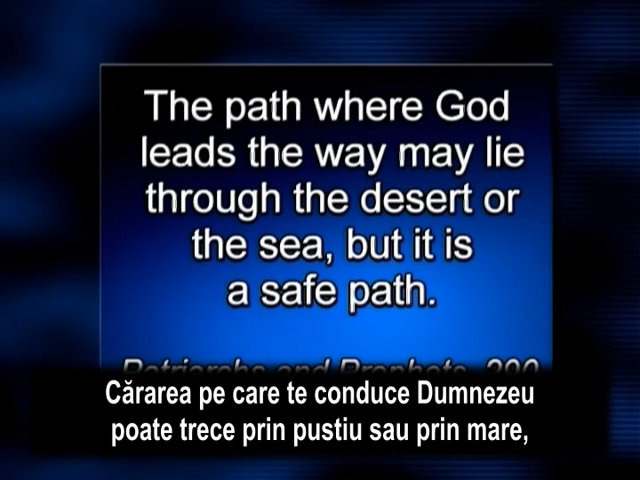 The path where God
leads the way may lie
through the desert or
the sea, but it is
a safe path.
Patriarchs and Prophets, 290
Cărarea pe care te conduce Dumnezeu
poate trece prin pustiu sau prin mare,